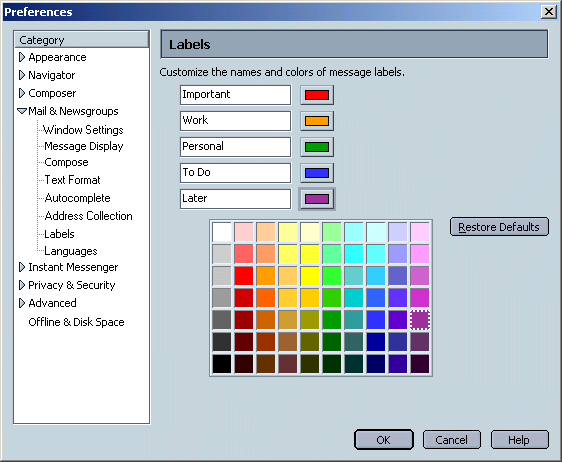 Preferences
Category
Appearance
Navigator
Composer
Mail & Newsgroups
Window Settings
Message Display
Compose
Text Format
Autocomplete
Address Collection
Labels
Languages
Instant Messenger
Privacy & Security
Advanced
Offline & Disk Space
Labels
Customize the names and colors of message labels.
Important
Work
Personal
To Do
Later
Restore Defaults
OK
Cancel
Help